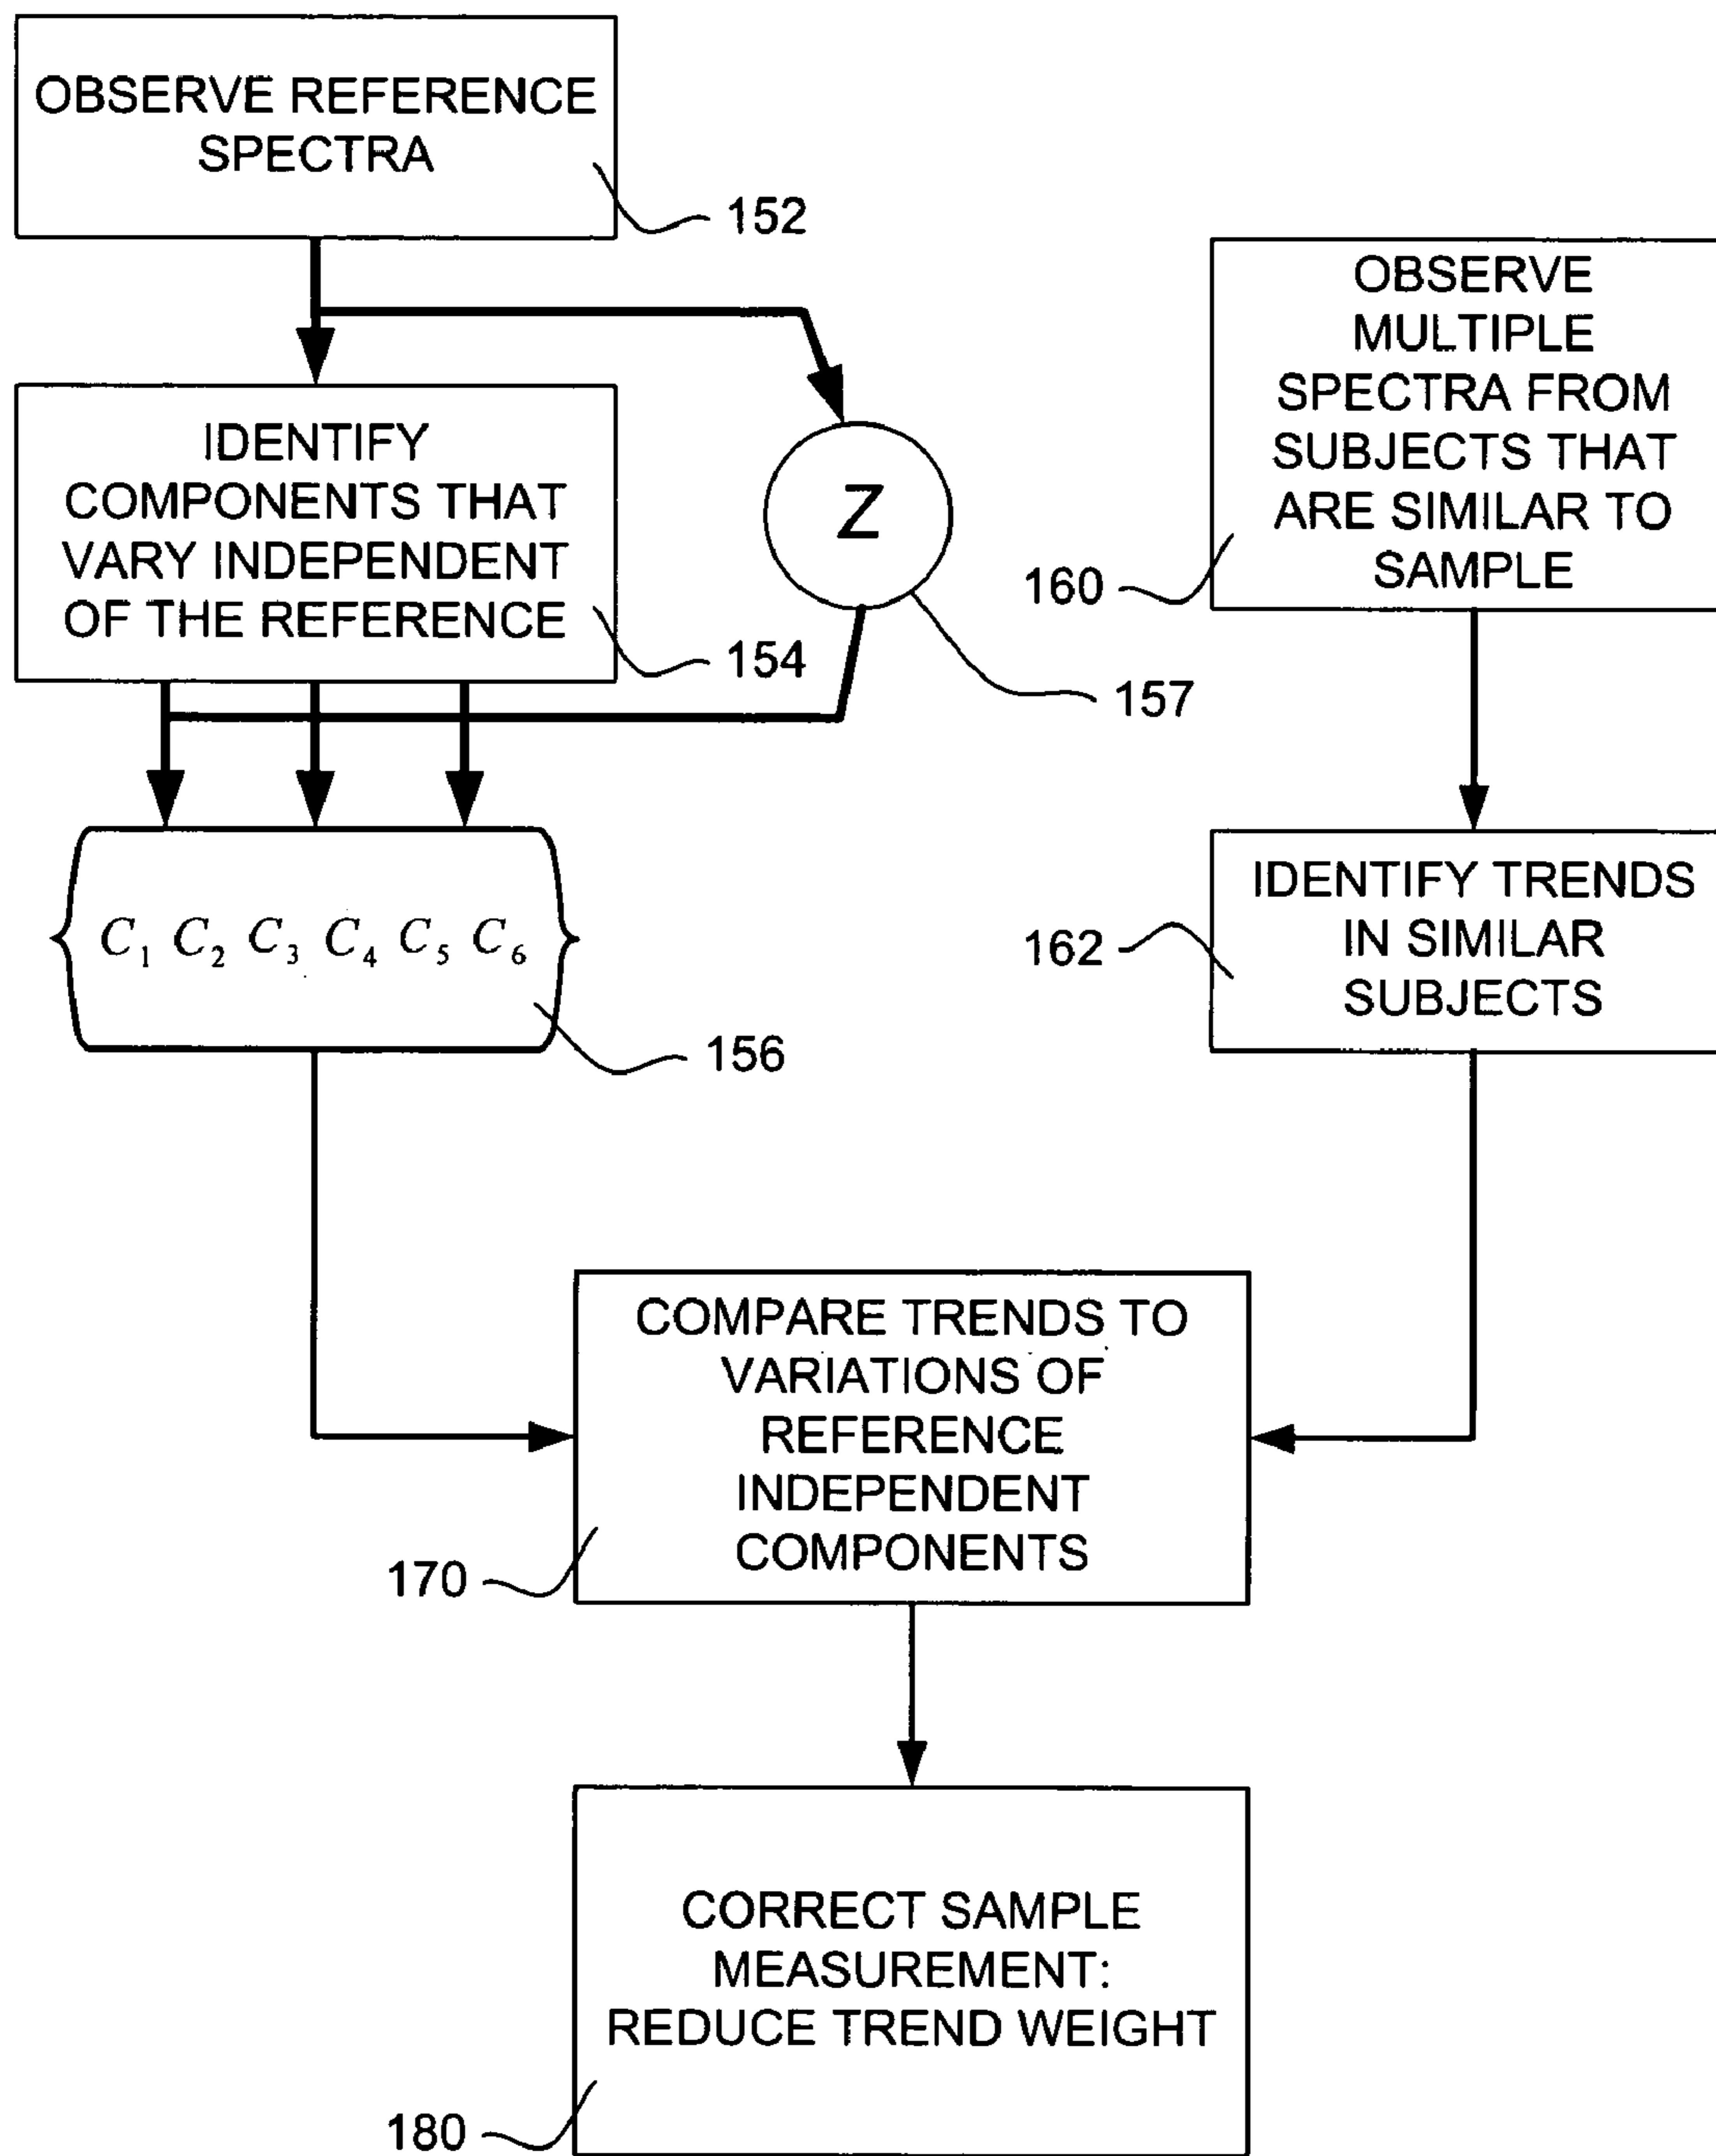 OBSERVE REFERENCE
SPECTRA
152
IDENTIFY
COMPONENTS THAT
VARY INDEPENDENT
OF THE REFERENCE
154
Z
157
C1 C2 C3 C4 C5 C6
156
OBSERVE
MULTIPLE
SPECTRA FROM
SUBJECTS THAT
ARE SIMILAR TO
SAMPLE
160
IDENTIFY TRENDS
IN SIMILAR
SUBJECTS
162
COMPARE TRENDS TO
VARIATIONS OF
REFERENCE
INDEPENDENT
COMPONENTS
170
CORRECT SAMPLE
MEASUREMENT:
REDUCE TREND WEIGHT
180